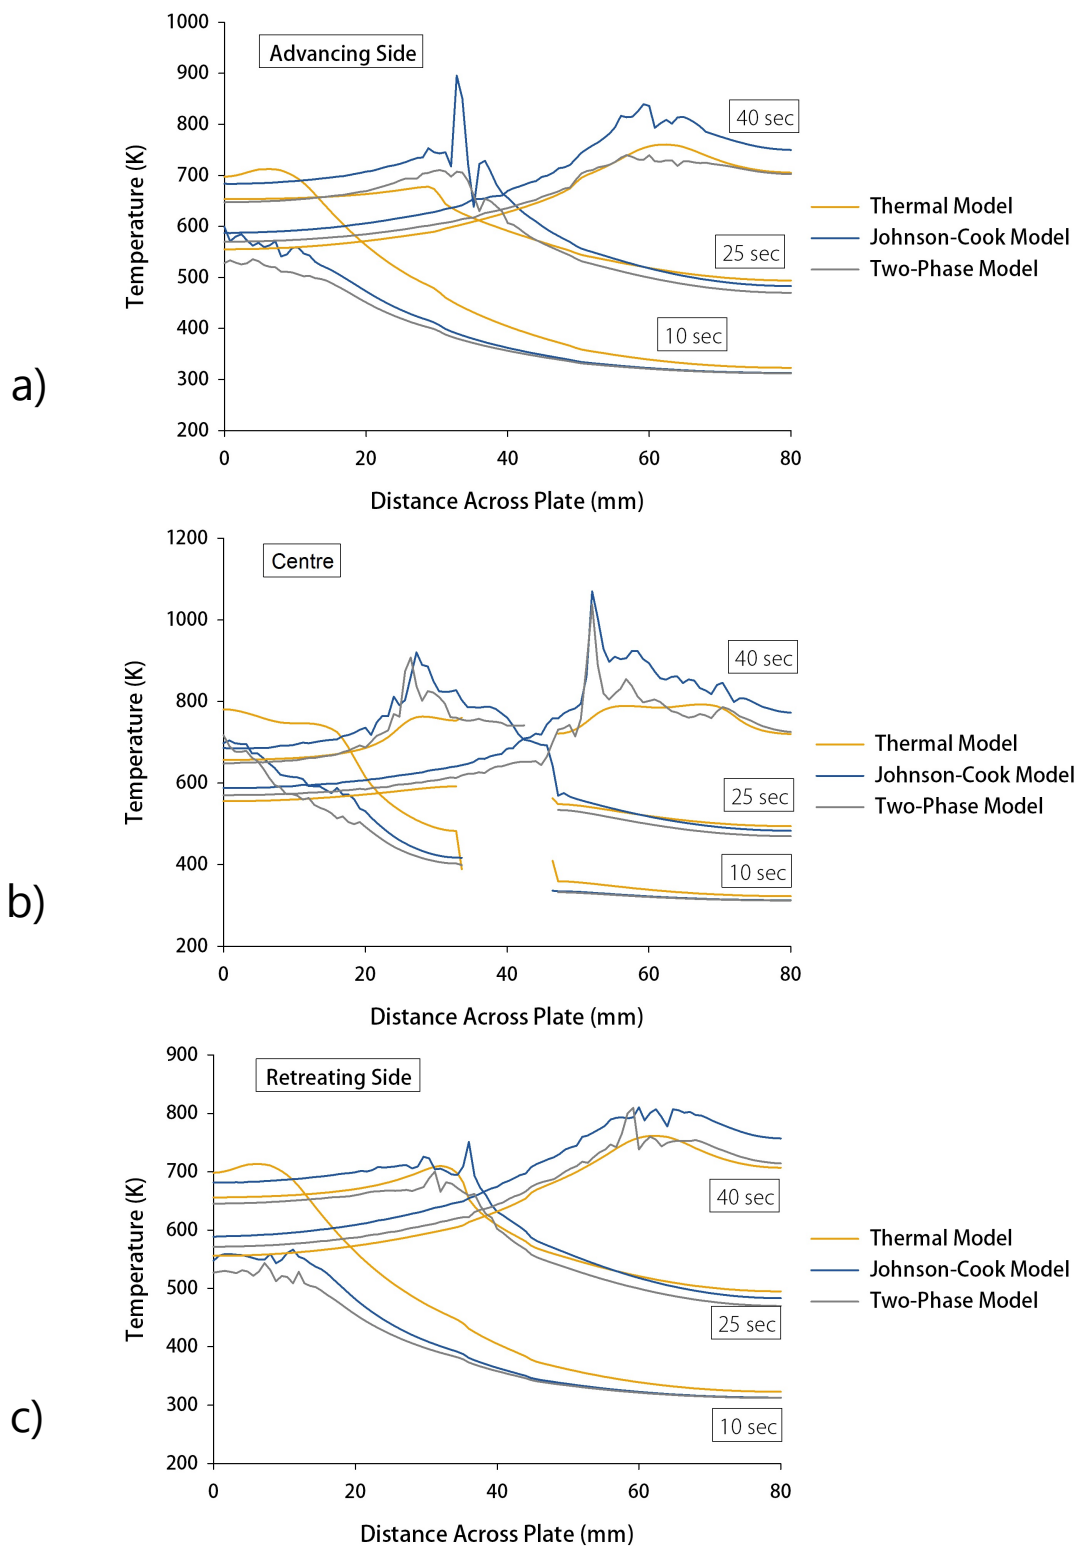 1000
Advancing Side
900
40 sec
800
700
Thermal Model
600
Johnson-Cook Model
25 sec
Two-Phase Model
500
10 sec
400
a)
300
200
0 20 40 60 80
Temperature (K)
Distance Across Plate (mm)
1200
Centre
1000
40 sec
800
Thermal Model
Johnson-Cook Model
600
25 sec
Two-Phase Model
10 sec
400
b)
200
0 20 40 60 80
Temperature (K)
Distance Across Plate (mm)
900
Retreating Side
800
700
40 sec
600
Thermal Model
Johnson-Cook Model
500
Two-Phase Model
25 sec
400
c)
300
10 sec
200
0 20 40 60 80
Temperature (K)
Distance Across Plate (mm)